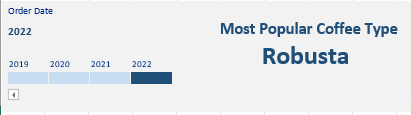 Order Date
2022
2019 2020 2021 2022
Most Popular Coffee Type
Robusta